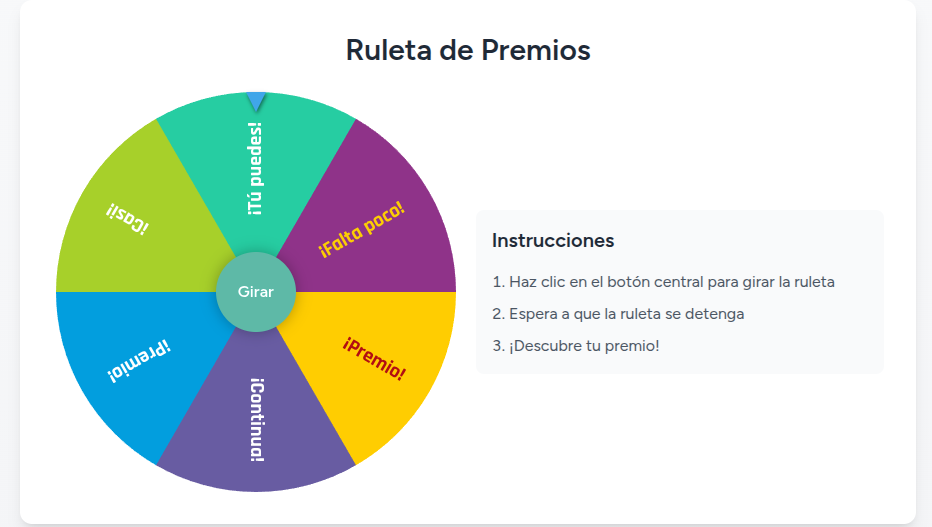 Ruleta de Premios
¡Tú puedes!
¡Falta poco!
¡Premio!
¡Continua!
¡Premio!
¡Casi!
Girar
Instrucciones
1. Haz clic en el botón central para girar la ruleta
2. Espera a que la ruleta se detenga
3. ¡Descubre tu premio!